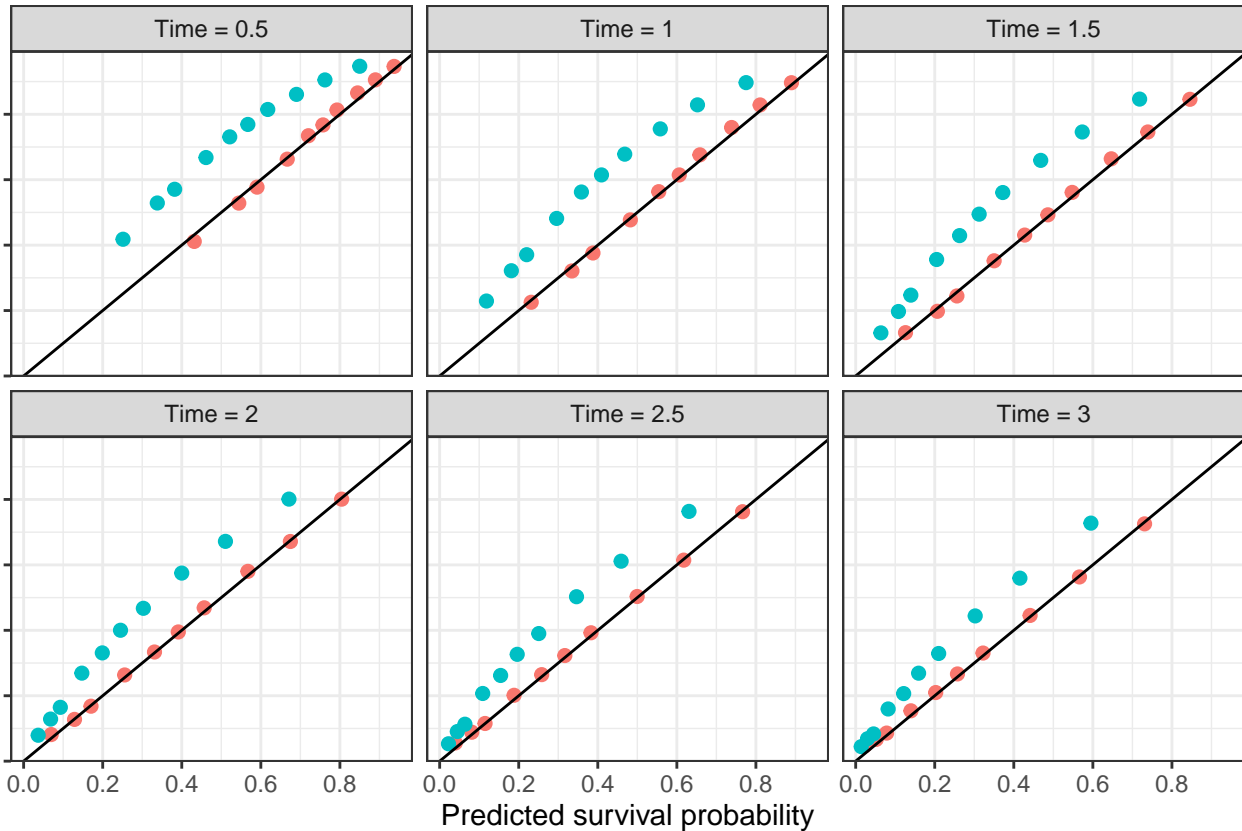 Time = 0.5 Time = 1 Time = 1.5
Time = 2 Time = 2.5 Time = 3
0.0 0.2 0.4 0.6 0.8 0.0 0.2 0.4 0.6 0.8 0.0 0.2 0.4 0.6 0.8
Predicted survival probability